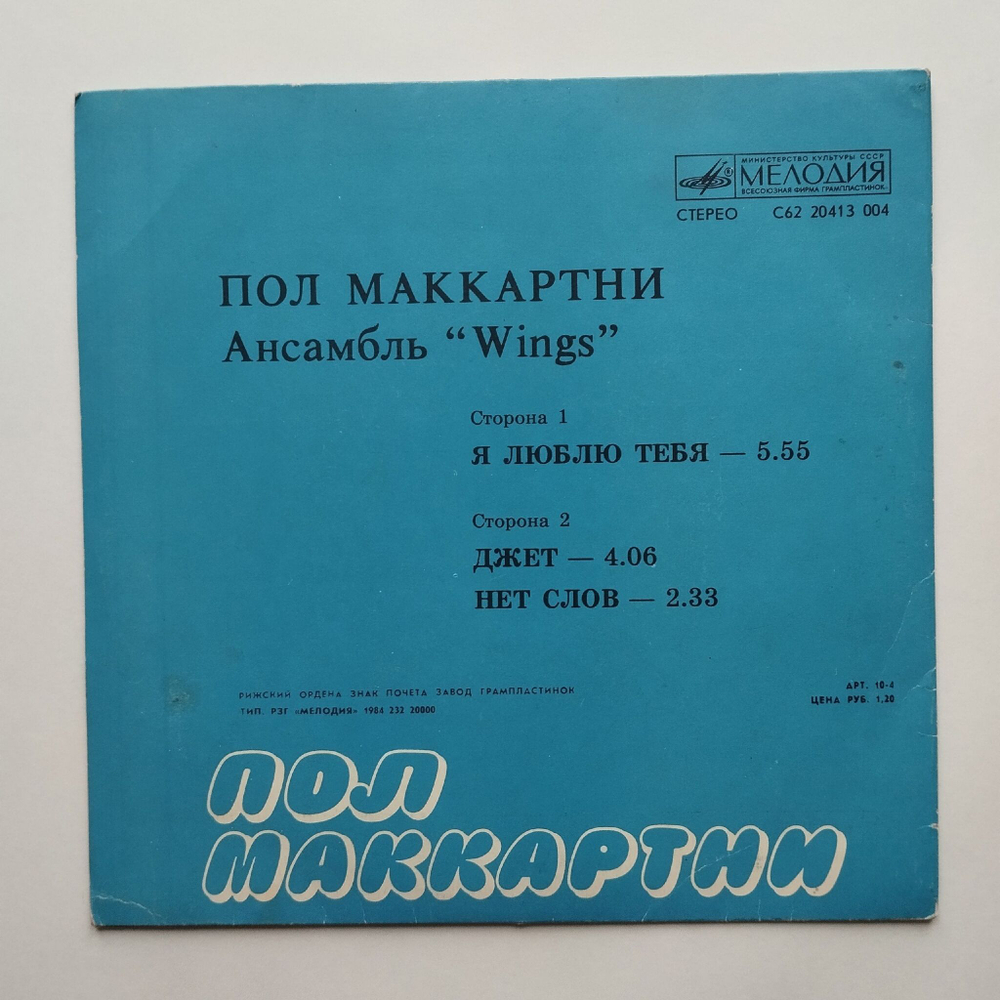 МИНИСТЕРСТВО КУЛЬТУРЫ СССР
МЕЛОДИЯ
ВСЕСОЮЗНАЯ ФИРМА ГРАМПЛАСТИНОК
СТЕРЕО С62 20413 004
ПОЛ МАККАРТНИ
Ансамбль “Wings”
Сторона 1
Я ЛЮБЛЮ ТЕБЯ — 5.55
Сторона 2
ДЖЕТ — 4.06
НЕТ СЛОВ — 2.33
РИЖСКИЙ ОРДЕНА ЗНАК ПОЧЕТА ЗАВОД ГРАМПЛАСТИНОК
ТИП. РЗГ «МЕЛОДИЯ» 1984 232 20000
АРТ. 10-4
ЦЕНА РУБ. 1.20
ПОЛ
МАККАРТНИ